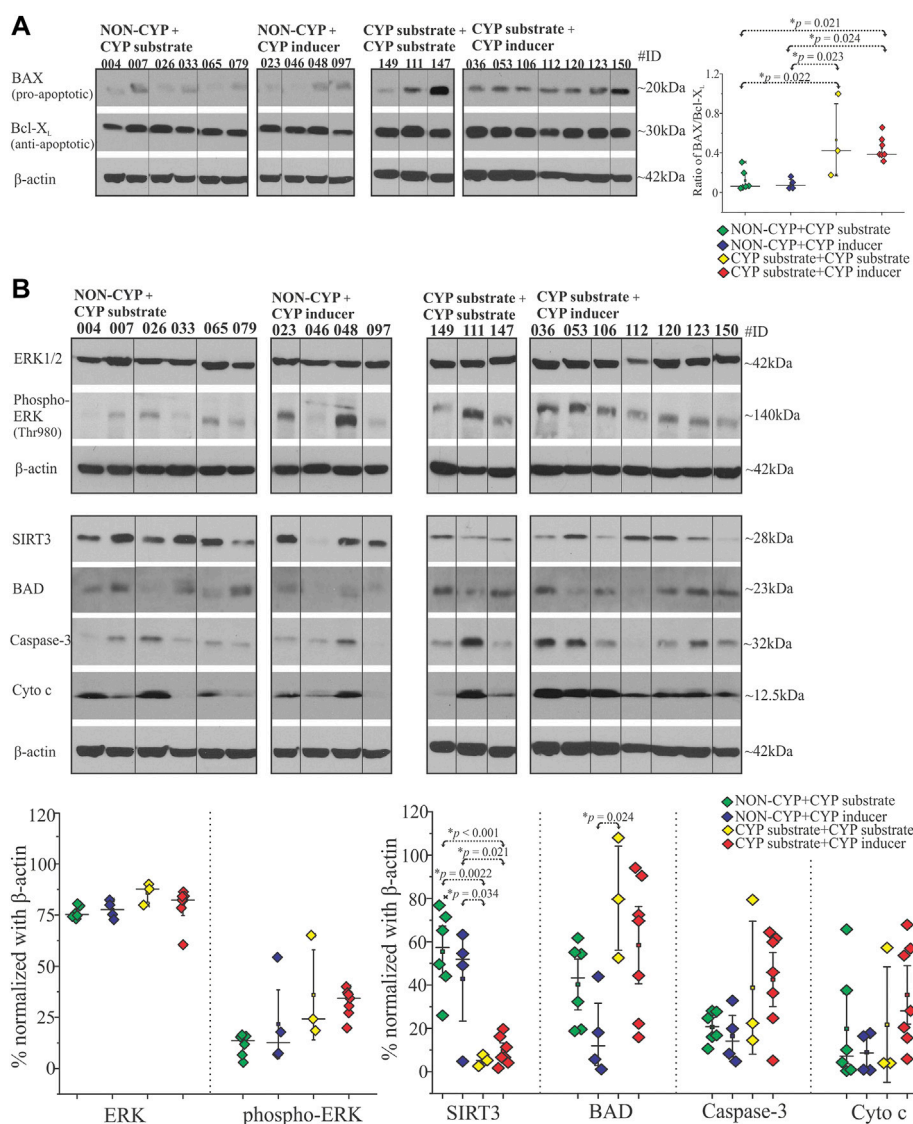 A
NON-CYP + CYP substrate
NON-CYP + CYP inducer
CYP substrate + CYP substrate
CYP substrate + CYP inducer
004 007 026 033 065 079 023 046 048 097 149 111 147 036 053 106 112 120 123 150 #ID
BAX (pro-apoptotic) ~20kDa
Bcl-XL (anti-apoptotic) ~30kDa
β-actin ~42kDa
*p = 0.021
*p = 0.024
*p = 0.023
*p = 0.022
Ratio of BAX/Bcl-XL
1.2
0.8
0.4
0
NON-CYP+CYP substrate
NON-CYP+CYP inducer
CYP substrate+CYP substrate
CYP substrate+CYP inducer
B
NON-CYP + CYP substrate
NON-CYP + CYP inducer
CYP substrate + CYP substrate
CYP substrate + CYP inducer
004 007 026 033 065 079 023 046 048 097 149 111 147 036 053 106 112 120 123 150 #ID
ERK1/2 ~42kDa
Phospho-ERK (Thr980) ~140kDa
β-actin ~42kDa
SIRT3 ~28kDa
BAD ~23kDa
Caspase-3 ~32kDa
Cyto c ~12.5kDa
β-actin ~42kDa
% normalized with β-actin
120
100
75
50
25
0
ERK
phospho-ERK
% normalized with β-actin
120
100
75
50
25
0
*p < 0.001
*p = 0.021
*p = 0.0022
*p = 0.034
*p = 0.024
NON-CYP+CYP substrate
NON-CYP+CYP inducer
CYP substrate+CYP substrate
CYP substrate+CYP inducer
SIRT3
BAD
Caspase-3
Cyto c